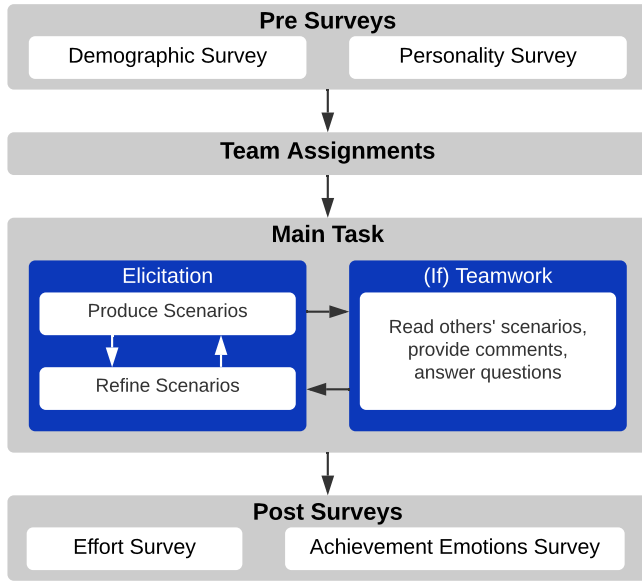 Pre Surveys
Demographic Survey
Personality Survey
Team Assignments
Main Task
Elicitation
Produce Scenarios
Refine Scenarios
(If) Teamwork
Read others' scenarios,
provide comments,
answer questions
Post Surveys
Effort Survey
Achievement Emotions Survey